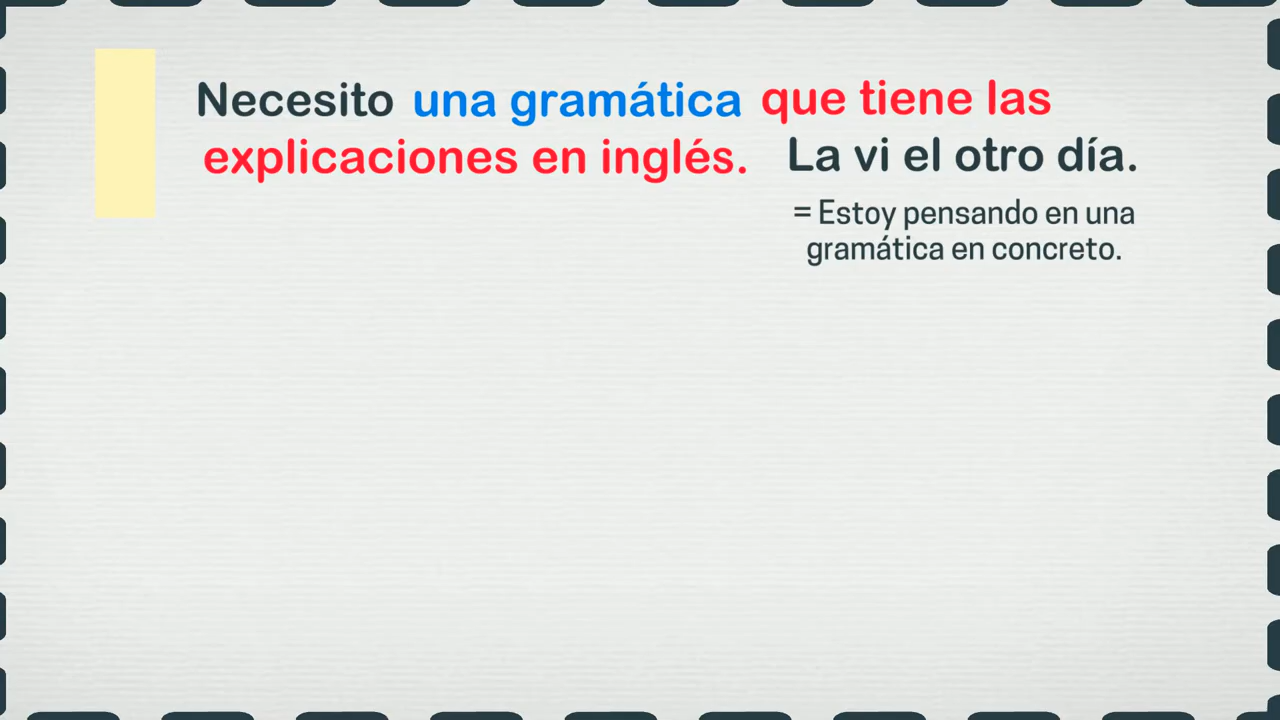 Necesito una gramática que tiene las
explicaciones en inglés. La vi el otro día.
= Estoy pensando en una
gramática en concreto.